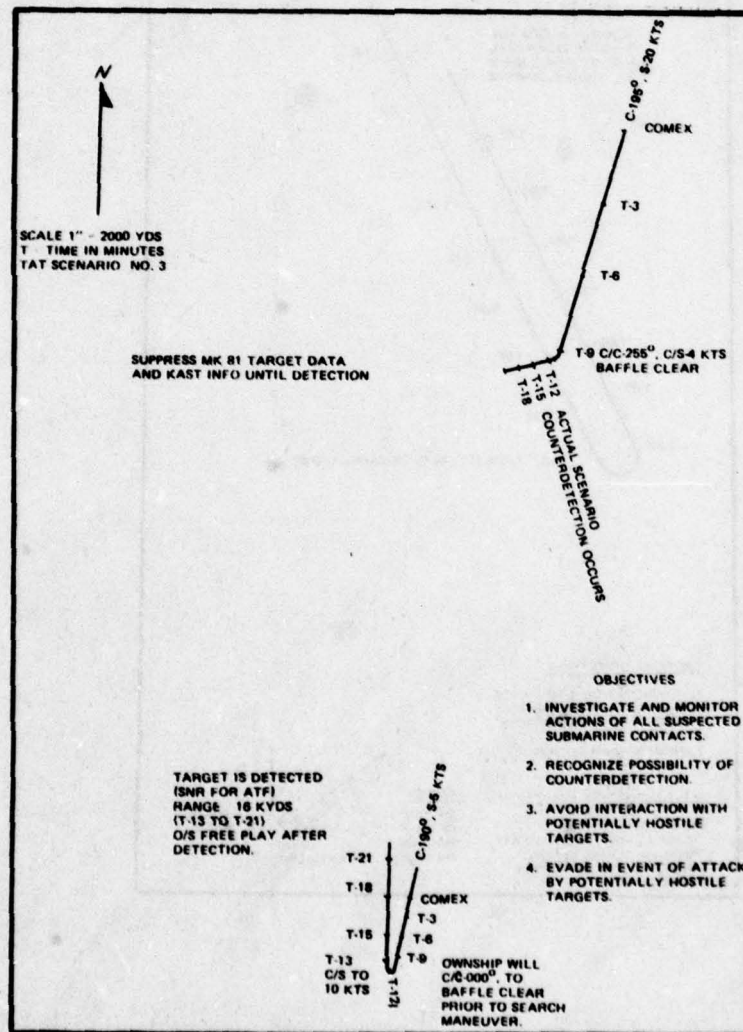 N
C-195°, S-20 KTS
COMEX
T-3
T-6
SCALE 1" - 2000 YDS
T TIME IN MINUTES
TAT SCENARIO NO. 3
T-9 C/C-255°, C/S-4 KTS
BAFFLE CLEAR
SUPPRESS MK 81 TARGET DATA
AND KAST INFO UNTIL DETECTION
T-12
T-15
T-18
ACTUAL SCENARIO
COUNTERDETECTION OCCURS
OBJECTIVES
1. INVESTIGATE AND MONITOR
ACTIONS OF ALL SUSPECTED
SUBMARINE CONTACTS.
2. RECOGNIZE POSSIBILITY OF
COUNTERDETECTION.
3. AVOID INTERACTION WITH
POTENTIALLY HOSTILE
TARGETS.
4. EVADE IN EVENT OF ATTACK
BY POTENTIALLY HOSTILE
TARGETS.
TARGET IS DETECTED
(SNR FOR ATF)
RANGE 16 KYDS
(T-13 TO T-21)
O/S FREE PLAY AFTER
DETECTION.
C-190°, S-5 KTS
T-21
T-18
COMEX
T-3
T-15
T-6
T-13
C/S TO
10 KTS
T-9
T-12
OWNSHIP WILL
C/C-000°, TO
BAFFLE CLEAR
PRIOR TO SEARCH
MANEUVER.